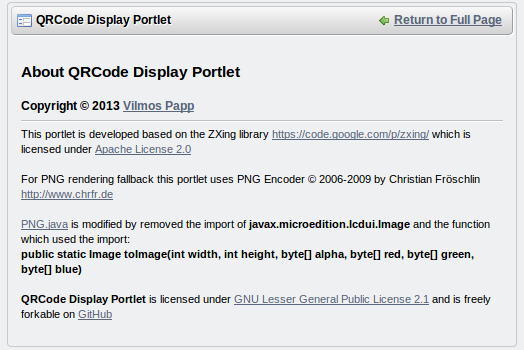 QRCode Display Portlet
Return to Full Page
About QRCode Display Portlet
Copyright © 2013 Vilmos Papp
This portlet is developed based on the ZXing library https://code.google.com/p/zxing/ which is
licensed under Apache License 2.0
For PNG rendering fallback this portlet uses PNG Encoder © 2006-2009 by Christian Fröschlin
http://www.chrfr.de
PNG.java is modified by removed the import of javax.microedition.lcdui.Image and the function
which used the import:
public static Image toImage(int width, int height, byte[] alpha, byte[] red, byte[] green,
byte[] blue)
QRCode Display Portlet is licensed under GNU Lesser General Public License 2.1 and is freely
forkable on GitHub